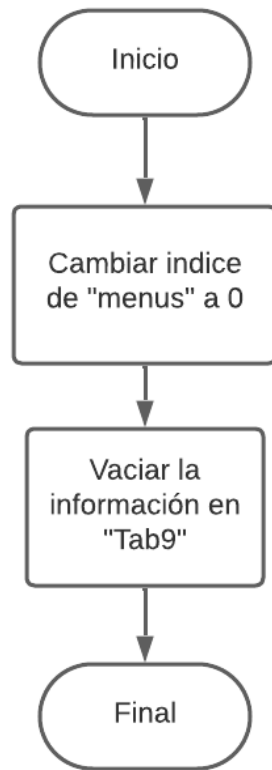 Inicio
Cambiar indice
de "menus" a 0
Vaciar la
información en
"Tab9"
Final